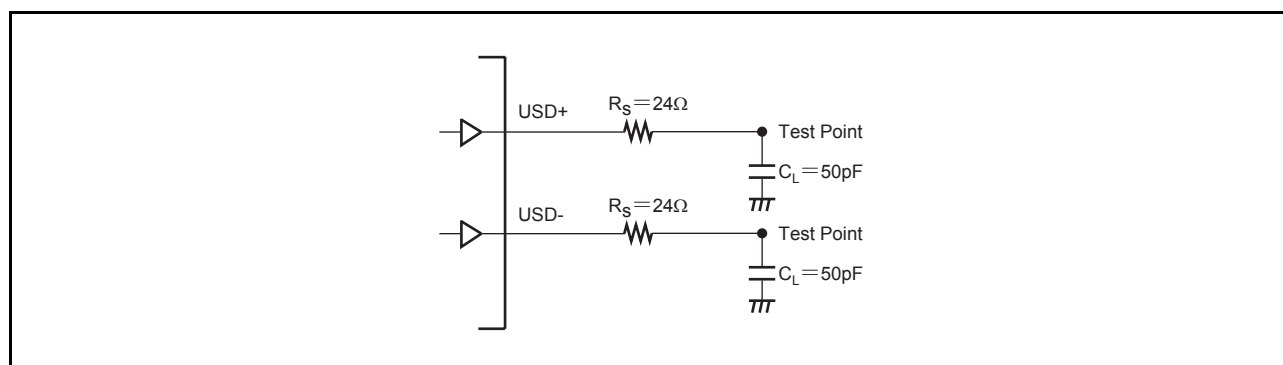 USD+
RS=24Ω
Test Point
CL=50pF
USD-
RS=24Ω
Test Point
CL=50pF